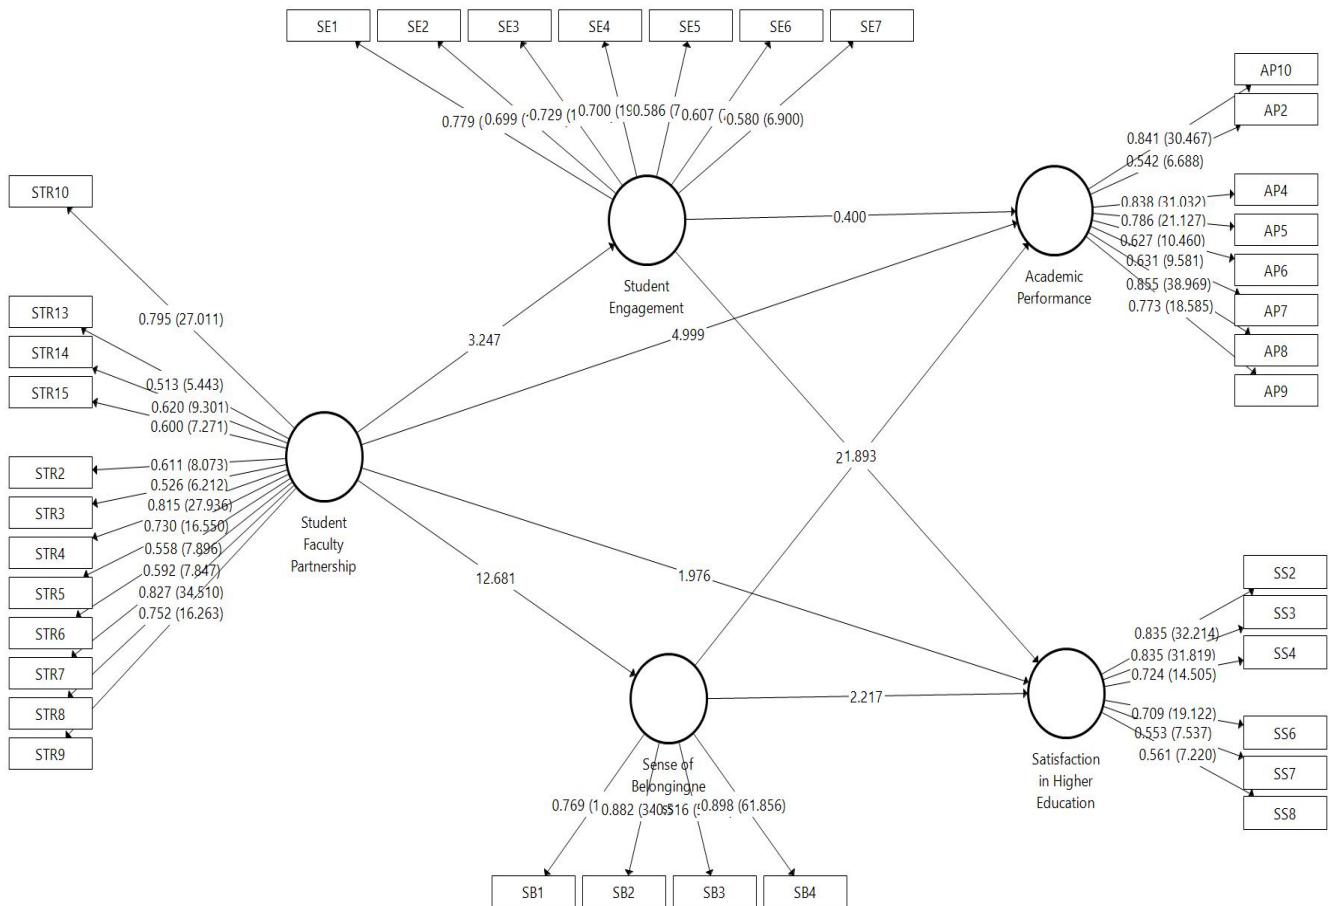 SE1 SE2 SE3 SE4 SE5 SE6 SE7
AP10
AP2
0.779 0.699 0.729 0.700 0.586 0.607 0.580 (6.900)
0.841 (30.467)
0.542 (6.688)
STR10
AP4
0.838 (31.032)
0.786 (21.127)
AP5
0.400
0.627 (10.460)
0.631 (9.581)
AP6
Student
Engagement
Academic
Performance
0.855 (38.969)
0.773 (18.585)
AP7
STR13
0.795 (27.011)
3.247
4.999
AP8
STR14
0.513 (5.443)
AP9
STR15
0.620 (9.301)
0.600 (7.271)
1.893
STR2
0.611 (8.073)
0.526 (6.212)
STR3
0.815 (27.936)
Student
Faculty
Partnership
0.730 (16.550)
STR4
0.558 (7.896)
0.592 (7.847)
STR5
0.827 (34.510)
0.752 (16.263)
12.681
1.976
SS2
STR6
SS3
0.835 (32.214)
0.835 (31.819)
SS4
0.724 (14.505)
STR7
2.217
STR8
0.709 (19.122)
SS6
0.553 (7.537)
0.561 (7.220)
STR9
SS7
Sense of
Belongingne
Satisfaction
in Higher
Education
SS8
0.769 0.882 0.898 (61.856)
SB1 SB2 SB3 SB4